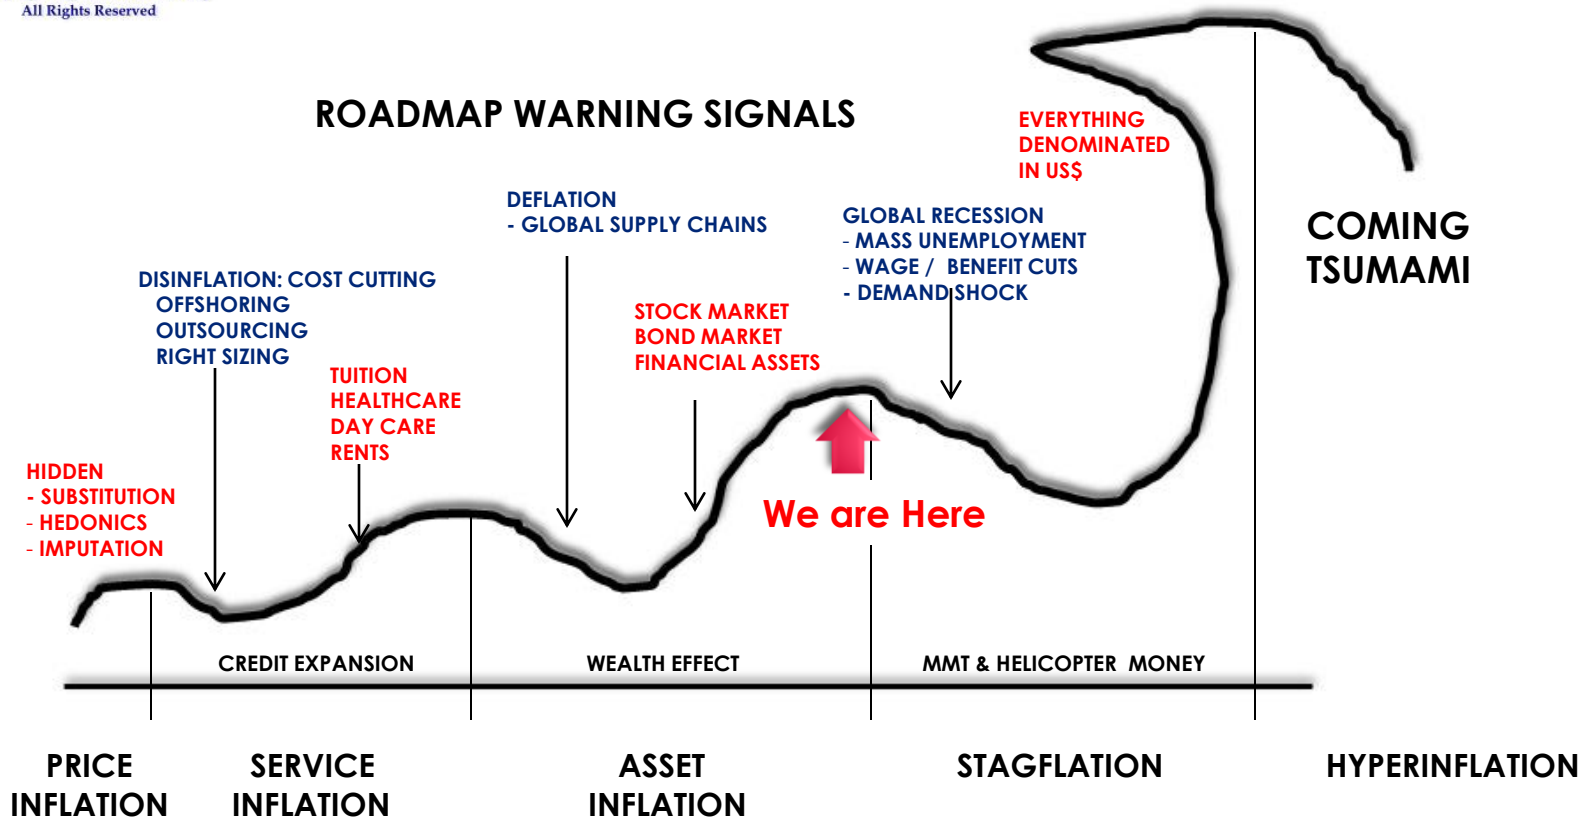 All Rights Reserved
ROADMAP WARNING SIGNALS
EVERYTHING
DENOMINATED
IN US$
DEFLATION
- GLOBAL SUPPLY CHAINS
GLOBAL RECESSION
- MASS UNEMPLOYMENT
- WAGE / BENEFIT CUTS
- DEMAND SHOCK
COMING
TSUMAMI
DISINFLATION: COST CUTTING
OFFSHORING
OUTSOURCING
RIGHT SIZING
STOCK MARKET
BOND MARKET
FINANCIAL ASSETS
TUITION
HEALTHCARE
DAY CARE
RENTS
HIDDEN
- SUBSTITUTION
- HEDONICS
- IMPUTATION
We are Here
CREDIT EXPANSION
WEALTH EFFECT
MMT & HELICOPTER MONEY
PRICE
INFLATION
SERVICE
INFLATION
ASSET
INFLATION
STAGFLATION
HYPERINFLATION